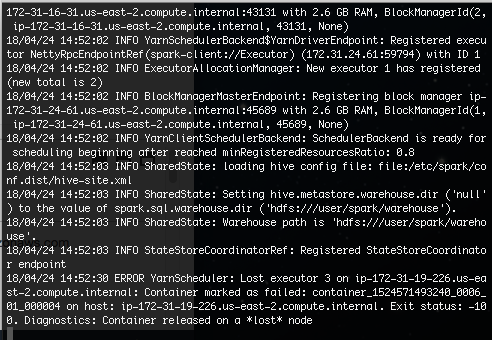 172-31-16-31.us-east-2.compute.internal:43131 with 2.6 GB RAM, BlockManagerId(2,
 ip-172-31-16-31.us-east-2.compute.internal, 43131, None)
18/04/24 14:52:02 INFO YarnSchedulerBackend$YarnDriverEndpoint: Registered execu
tor NettyRpcEndpointRef(spark-client://Executor) (172.31.24.61:59794) with ID 1
18/04/24 14:52:02 INFO ExecutorAllocationManager: New executor 1 has registered
(new total is 2)
18/04/24 14:52:02 INFO BlockManagerMasterEndpoint: Registering block manager ip-
172-31-24-61.us-east-2.compute.internal:45689 with 2.6 GB RAM, BlockManagerId(1,
 ip-172-31-24-61.us-east-2.compute.internal, 45689, None)
18/04/24 14:52:02 INFO YarnClientSchedulerBackend: SchedulerBackend is ready for
 scheduling beginning after reached minRegisteredResourcesRatio: 0.8
18/04/24 14:52:03 INFO SharedState: loading hive config file: file:/etc/spark/co
nf.dist/hive-site.xml
18/04/24 14:52:03 INFO SharedState: Setting hive.metastore.warehouse.dir ('null'
) to the value of spark.sql.warehouse.dir ('hdfs:///user/spark/warehouse').
18/04/24 14:52:03 INFO SharedState: Warehouse path is 'hdfs:///user/spark/wareho
use'.
18/04/24 14:52:03 INFO StateStoreCoordinatorRef: Registered StateStoreCoordinato
r endpoint
18/04/24 14:52:30 ERROR YarnScheduler: Lost executor 3 on ip-172-31-19-226.us-ea
st-2.compute.internal: Container marked as failed: container_1524571493240_0006_
01_000004 on host: ip-172-31-19-226.us-east-2.compute.internal. Exit status: -10
0. Diagnostics: Container released on a *lost* node